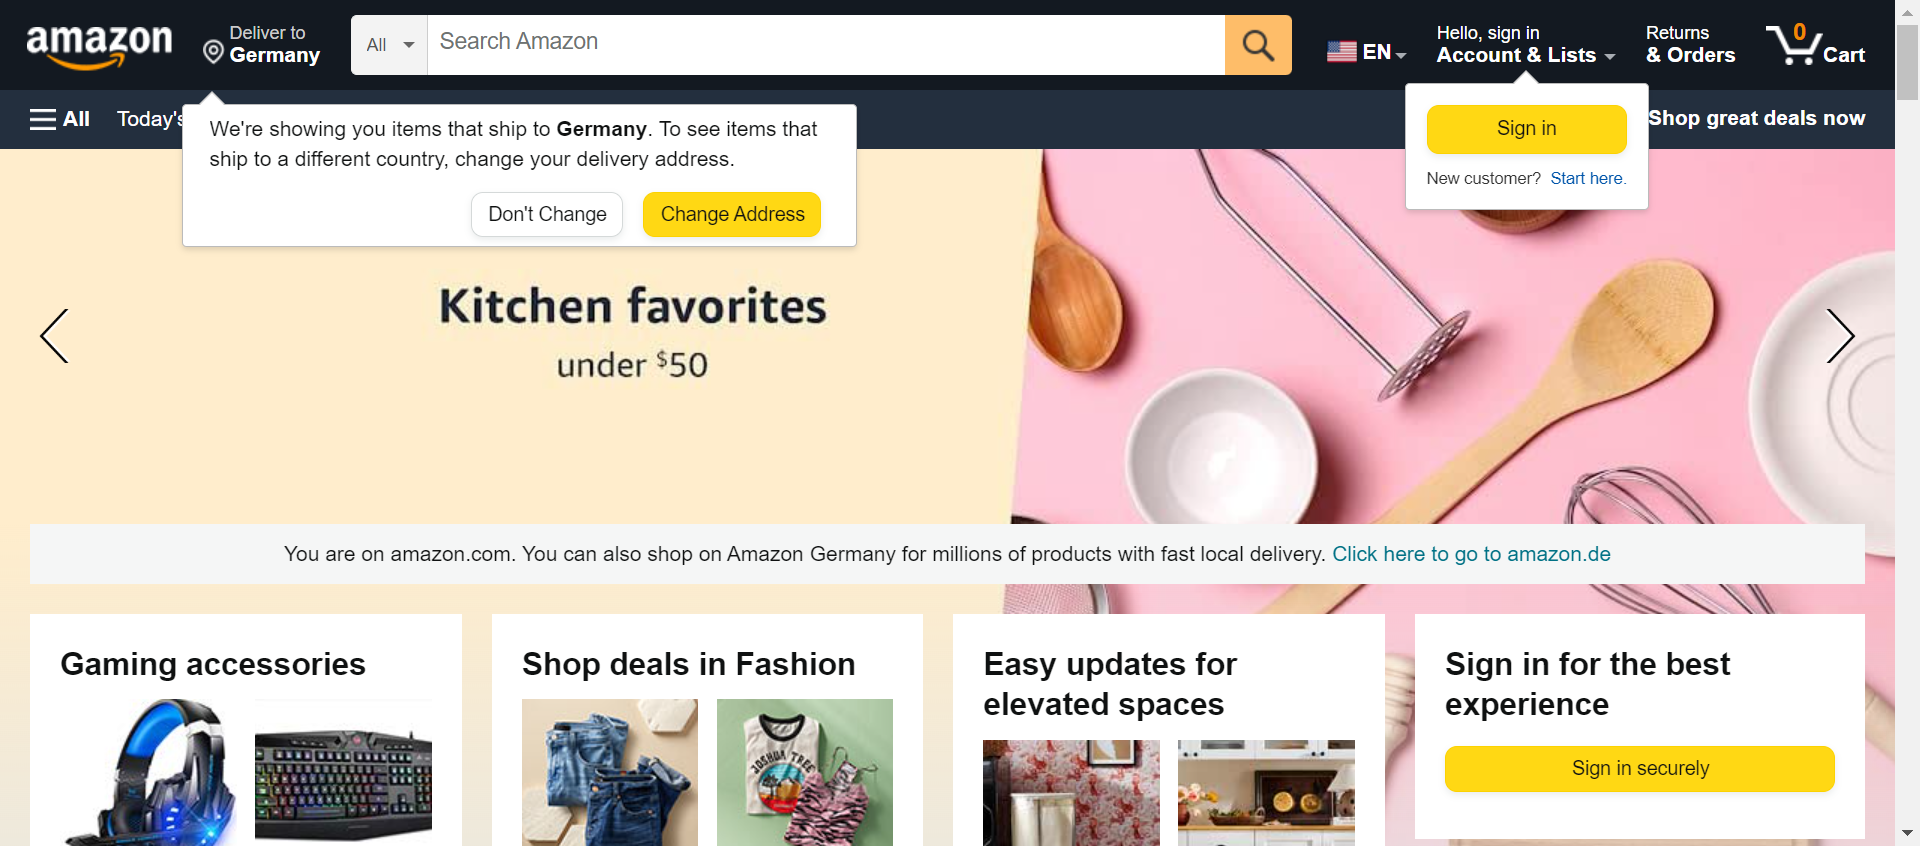 amazon
Deliver to
Germany
All
Search Amazon
EN
Hello, sign in
Account & Lists
Returns
& Orders
0
Cart
All
Today's
Shop great deals now
We're showing you items that ship to Germany. To see items that
ship to a different country, change your delivery address.
Don't Change
Change Address
Sign in
New customer? Start here.
Kitchen favorites
under $50
You are on amazon.com. You can also shop on Amazon Germany for millions of products with fast local delivery. Click here to go to amazon.de
Gaming accessories
Shop deals in Fashion
JOSHUA TREE
Easy updates for
elevated spaces
Sign in for the best
experience
Sign in securely